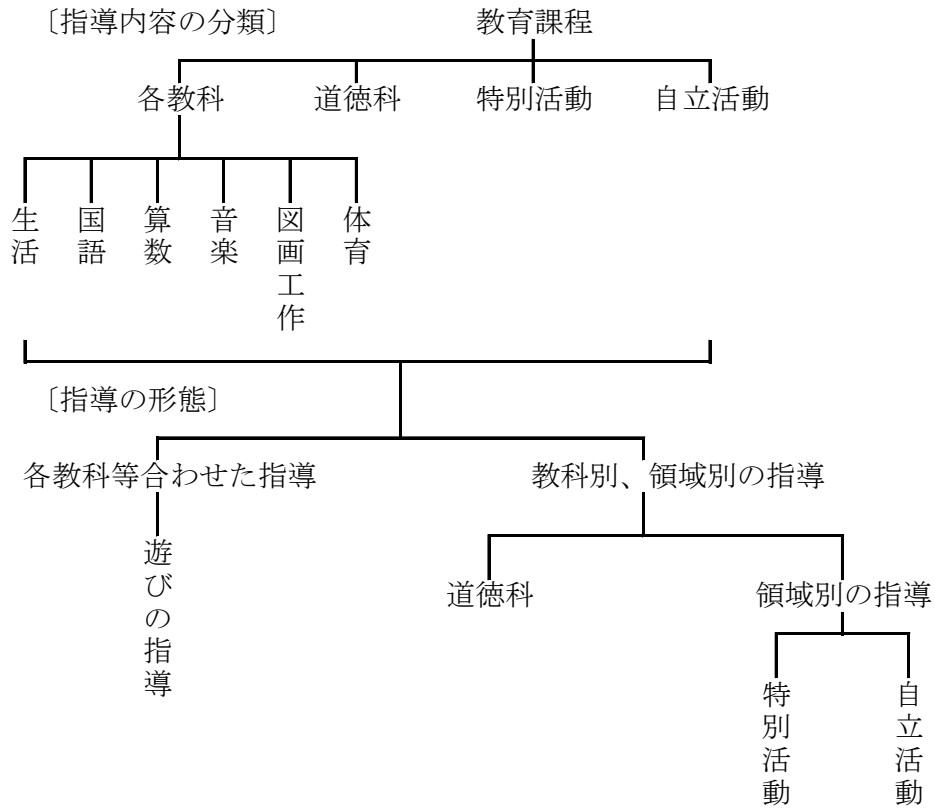 〔指導内容の分類〕
教育課程
各教科
道徳科
特別活動
自立活動
生活
国語
算数
音楽
図画工作
体育
〔指導の形態〕
各教科等合わせた指導
教科別、領域別の指導
遊びの指導
道徳科
領域別の指導
特別活動
自立活動